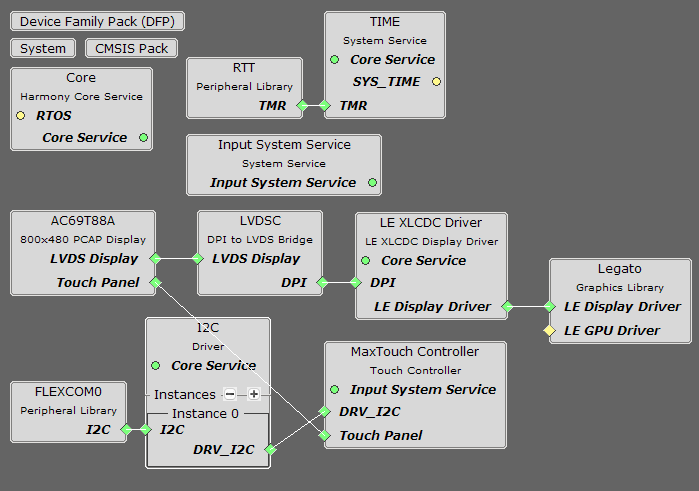 Device Family Pack (DFP)
System
CMSIS Pack
Core
Harmony Core Service
RTOS
Core Service
RTT
Peripheral Library
TMR
TIME
System Service
Core Service
SYS_TIME
TMR
Input System Service
System Service
Input System Service
AC69T88A
800x480 PCAP Display
LVDS Display
Touch Panel
LVDSC
DPI to LVDS Bridge
LVDS Display
DPI
LE XLCDC Driver
LE XLCDC Display Driver
Core Service
DPI
LE Display Driver
Legato
Graphics Library
LE Display Driver
LE GPU Driver
FLEXCOM0
Peripheral Library
I2C
I2C
Driver
Core Service
Instances
Instance 0
I2C
DRV_I2C
MaxTouch Controller
Touch Controller
Input System Service
DRV_I2C
Touch Panel